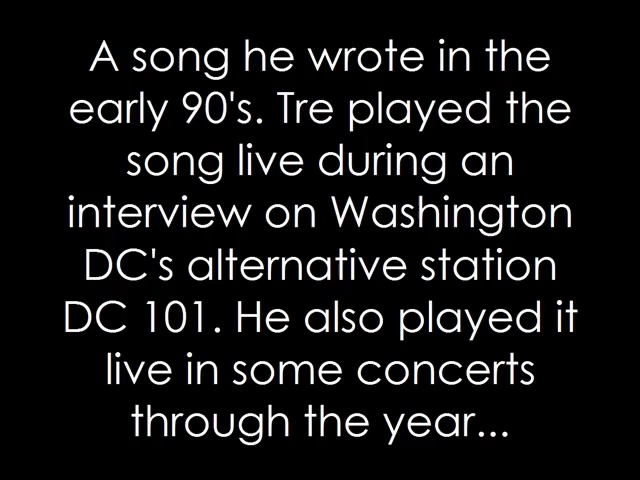 A song he wrote in the
early 90's. Tre played the
song live during an
interview on Washington
DC's alternative station
DC 101. He also played it
live in some concerts
through the year...